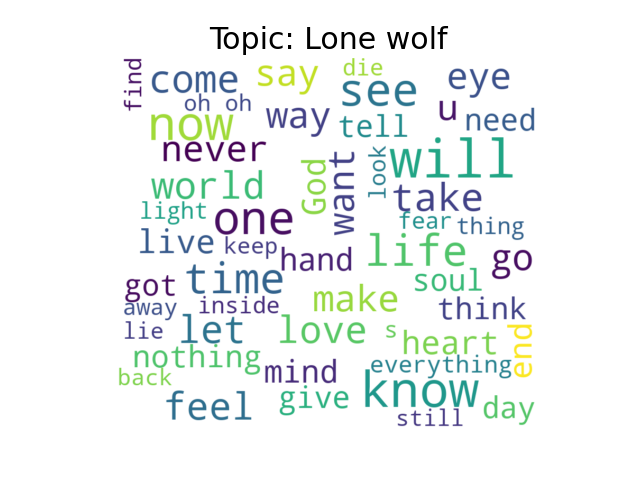 Topic: Lone wolf
find come say die see eye
oh oh now way tell u need
never God want look will
world take
light one fear thing
live keep hand life go
got time soul
away inside make think
lie let love s heart end
nothing mind everything
back feel give know day
still